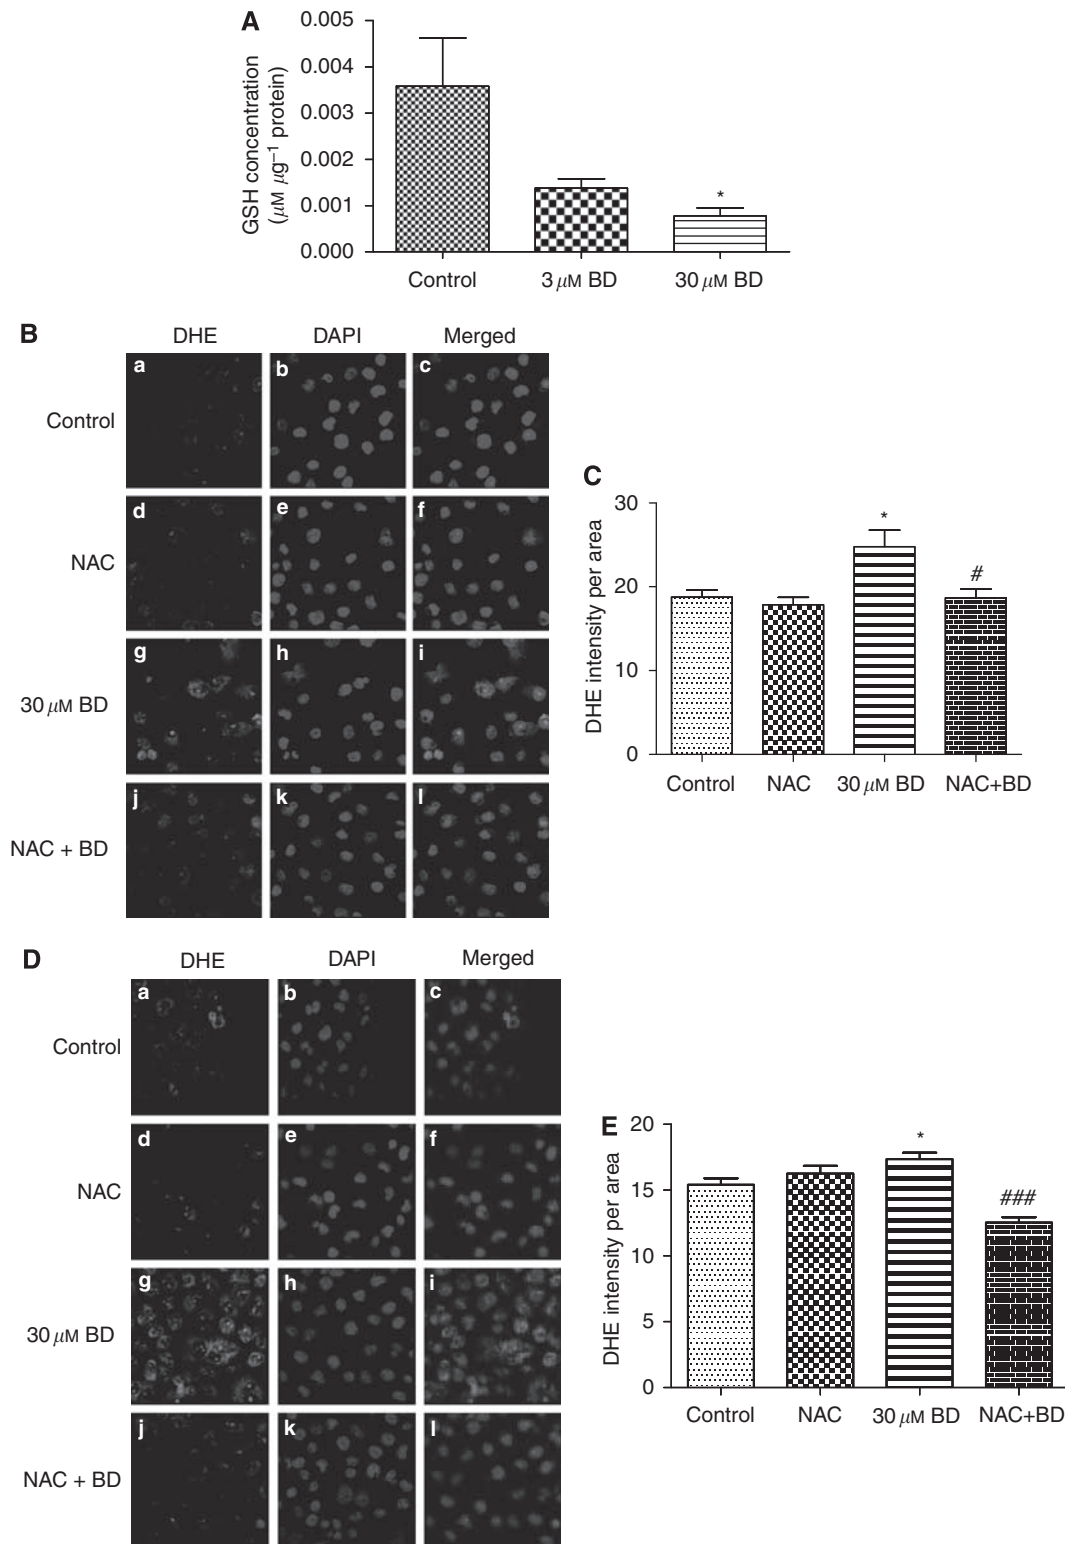 A
GSH concentration
(μM μg⁻¹ protein)
0.005
0.004
0.003
0.002
0.001
0.000
*
Control 3 μM BD 30 μM BD
B
DHE DAPI Merged
Control
a b c
NAC
d e f
30 μM BD
g h i
NAC + BD
j k l
C
DHE intensity per area
30
20
10
0
*
#
Control NAC 30 μM BD NAC+BD
D
DHE DAPI Merged
Control
a b c
NAC
d e f
30 μM BD
g h i
NAC + BD
j k l
E
DHE intensity per area
20
15
10
5
0
*
###
Control NAC 30 μM BD NAC+BD